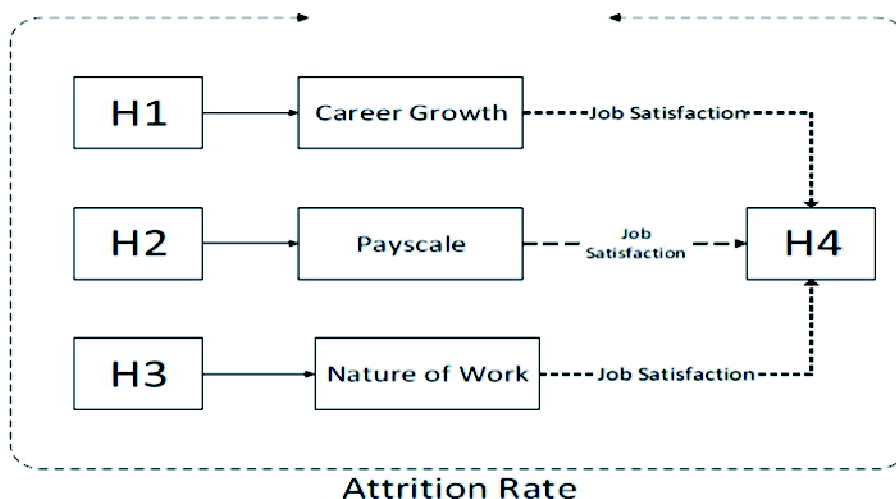 H1
Career Growth
Job Satisfaction
H2
Payscale
Job
Satisfaction
H4
H3
Nature of Work
Job Satisfaction
Attrition Rate